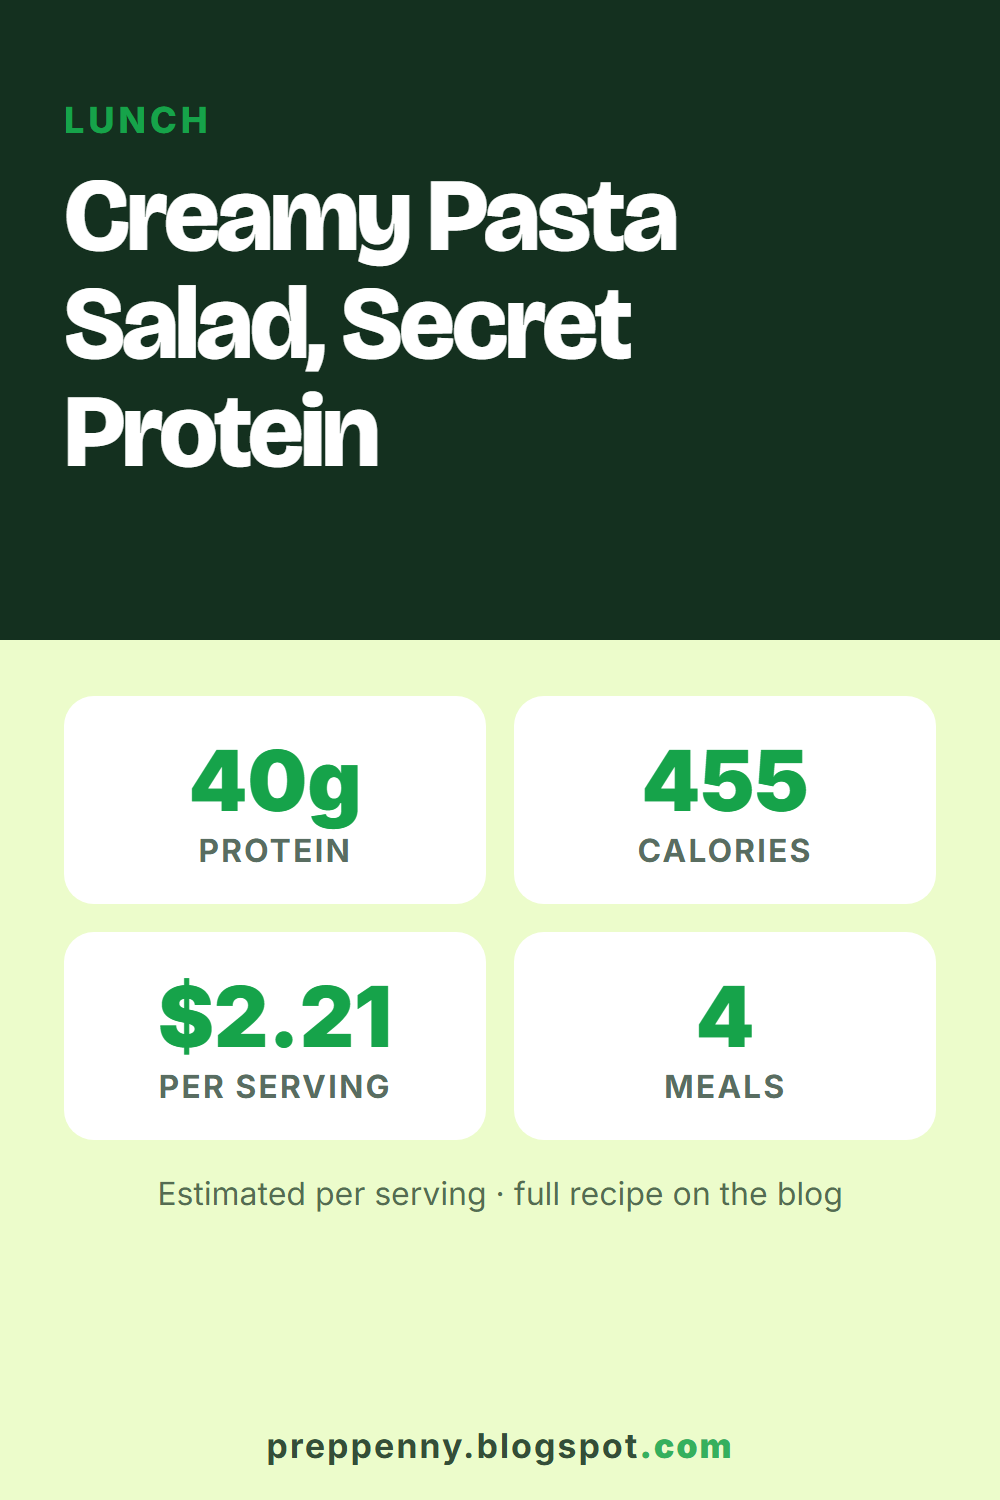 LUNCH
Creamy Pasta
Salad, Secret
Protein
40g
PROTEIN
455
CALORIES
$2.21
PER SERVING
4
MEALS
Estimated per serving · full recipe on the blog
preppenny.blogspot.com